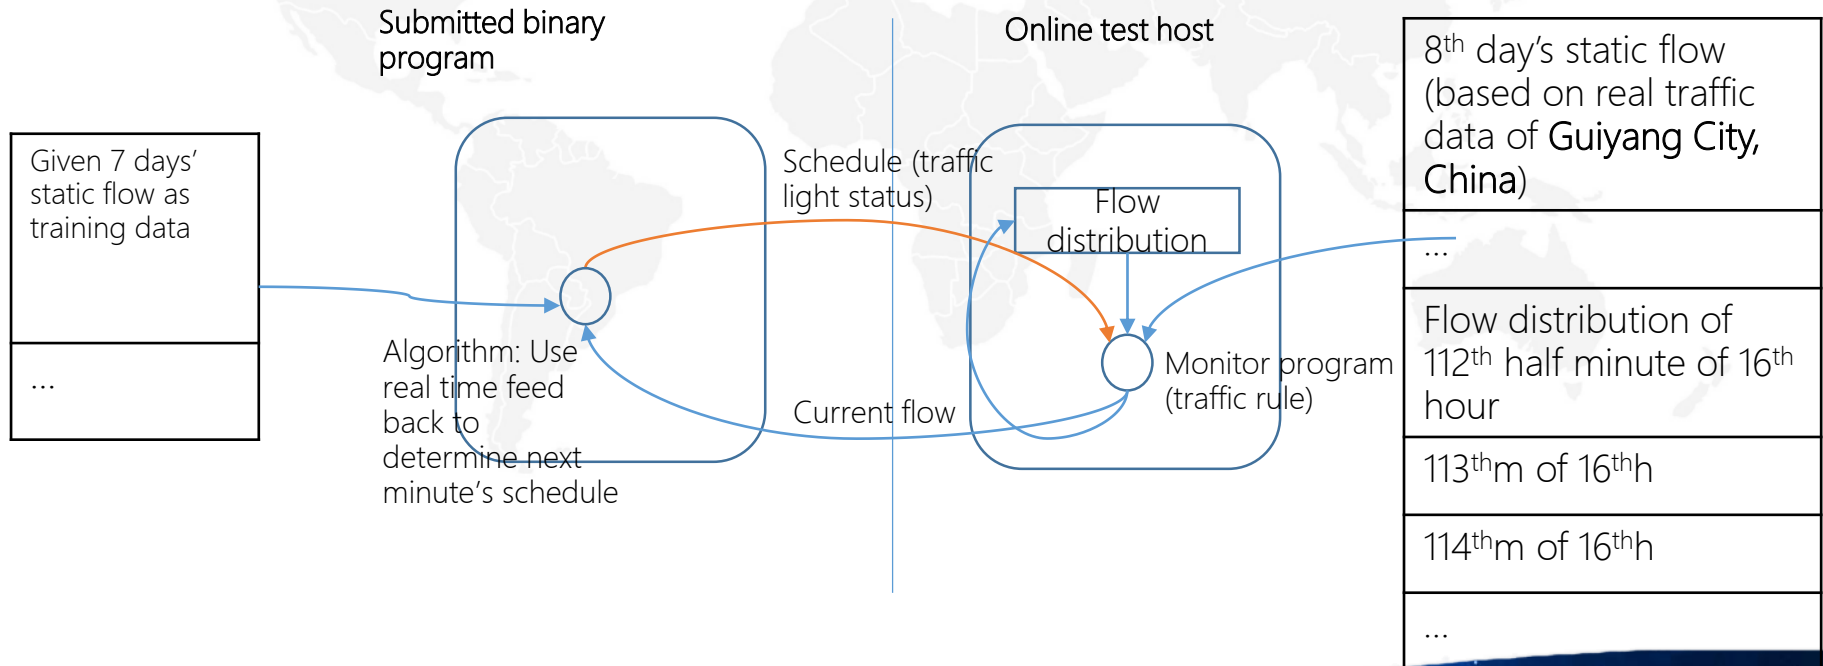 Submitted binary
program
Online test host
Given 7 days’
static flow as
training data
...
Schedule (traffic
light status)
Flow
distribution
Algorithm: Use
real time feed
back to
determine next
minute’s schedule
Current flow
Monitor program
(traffic rule)
8th day’s static flow
(based on real traffic
data of Guiyang City,
China)
...
Flow distribution of
112th half minute of 16th
hour
113thm of 16thh
114thm of 16thh
...